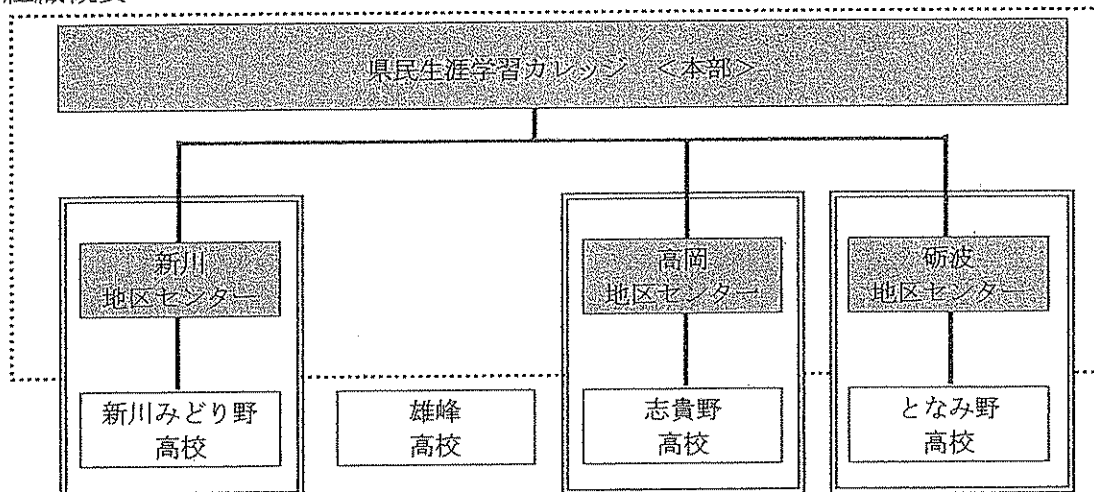 県民生涯学習カレッジ <本部>
新川
地区センター
高岡
地区センター
砺波
地区センター
新川みどり野
高校
雄峰
高校
志貴野
高校
となみ野
高校